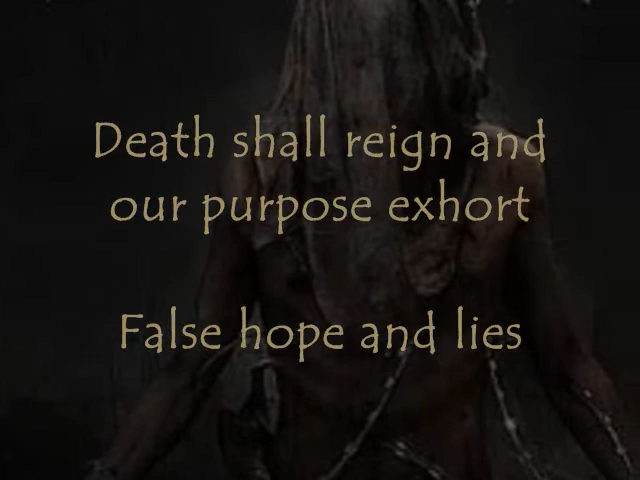 Death shall reign and
our purpose exhort
False hope and lies